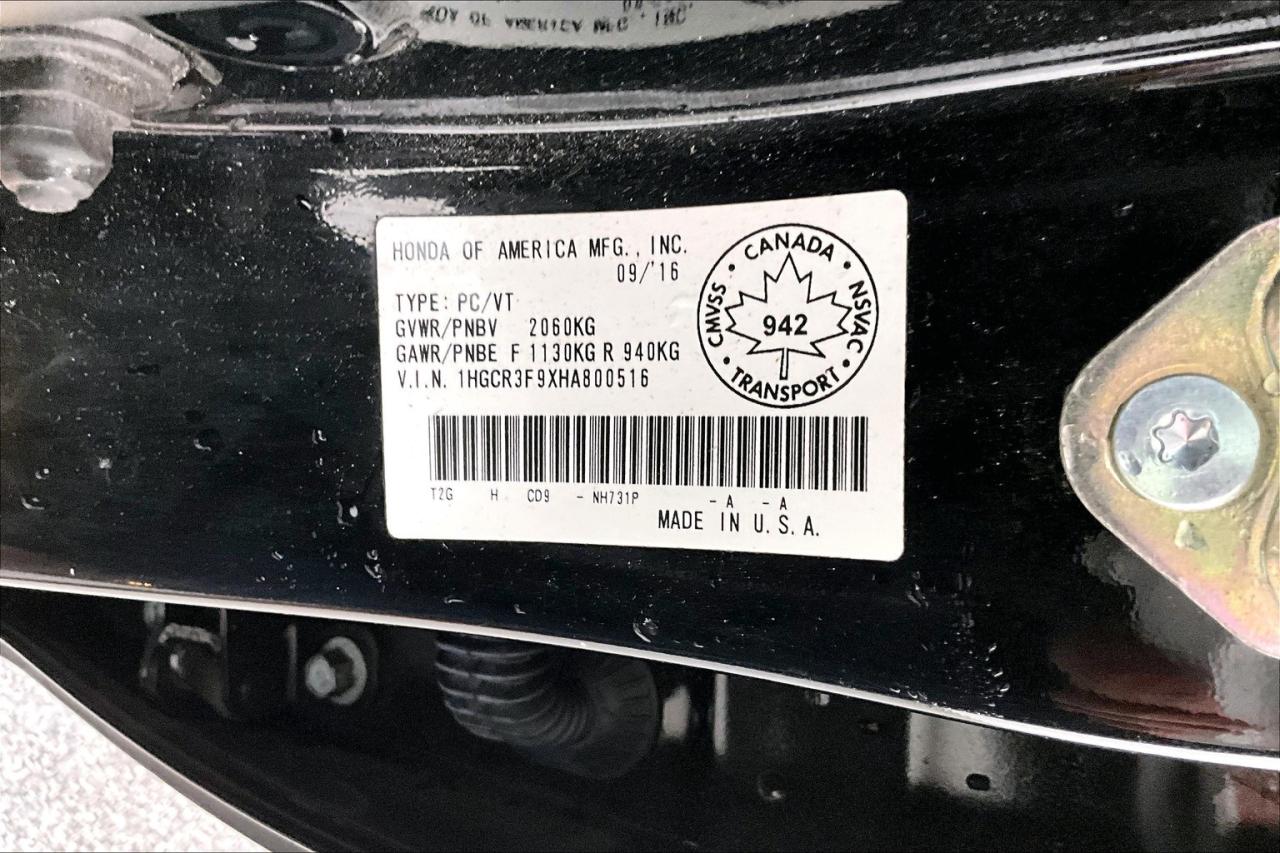 HONDA OF AMERICA MFG., INC.
09/'16
TYPE: PC/VT
GVWR/PNBV 2060KG
GAWR/PNBE F 1130KG R 940KG
V.I.N. 1HGCR3F9XHA800516
CANADA
CMVSS
NSVAC
942
TRANSPORT
T2G H CD9 - NH731P - A - A
MADE IN U.S.A.